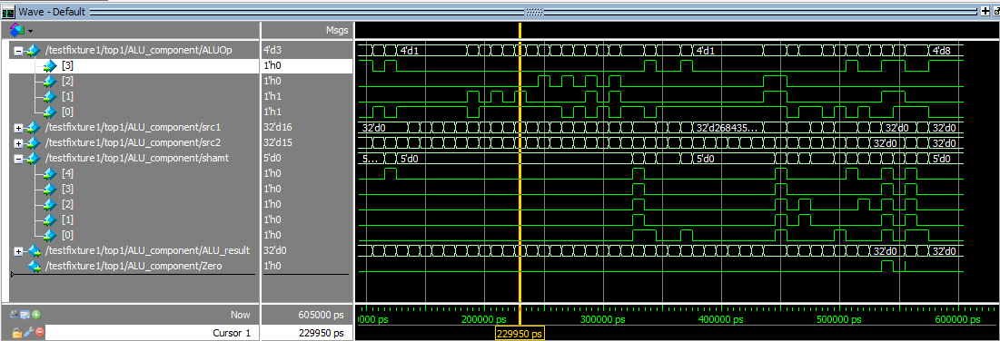 Wave - Default
Msgs
/testfixture1/top1/ALU_component/ALUOp 4'd3 4'd1 4'd1 4'd8
[3] 1'h0
[2] 1'h0
[1] 1'h1
[0] 1'h1
/testfixture1/top1/ALU_component/src1 32'd16 32'd0 32'd268435... 32'd0 32'd0
/testfixture1/top1/ALU_component/src2 32'd15 32'd0 32'd0
/testfixture1/top1/ALU_component/shamt 5'd0 5... 5'd0 5'd0 5'd0
[4] 1'h0
[3] 1'h0
[2] 1'h0
[1] 1'h0
[0] 1'h0
/testfixture1/top1/ALU_component/ALU_result 32'd0 32'd0 32'd0
/testfixture1/top1/ALU_component/Zero 1'h0
Now 605000 ps 0000 ps 200000 ps 300000 ps 400000 ps 500000 ps 600000 ps
Cursor 1 229950 ps 229950 ps